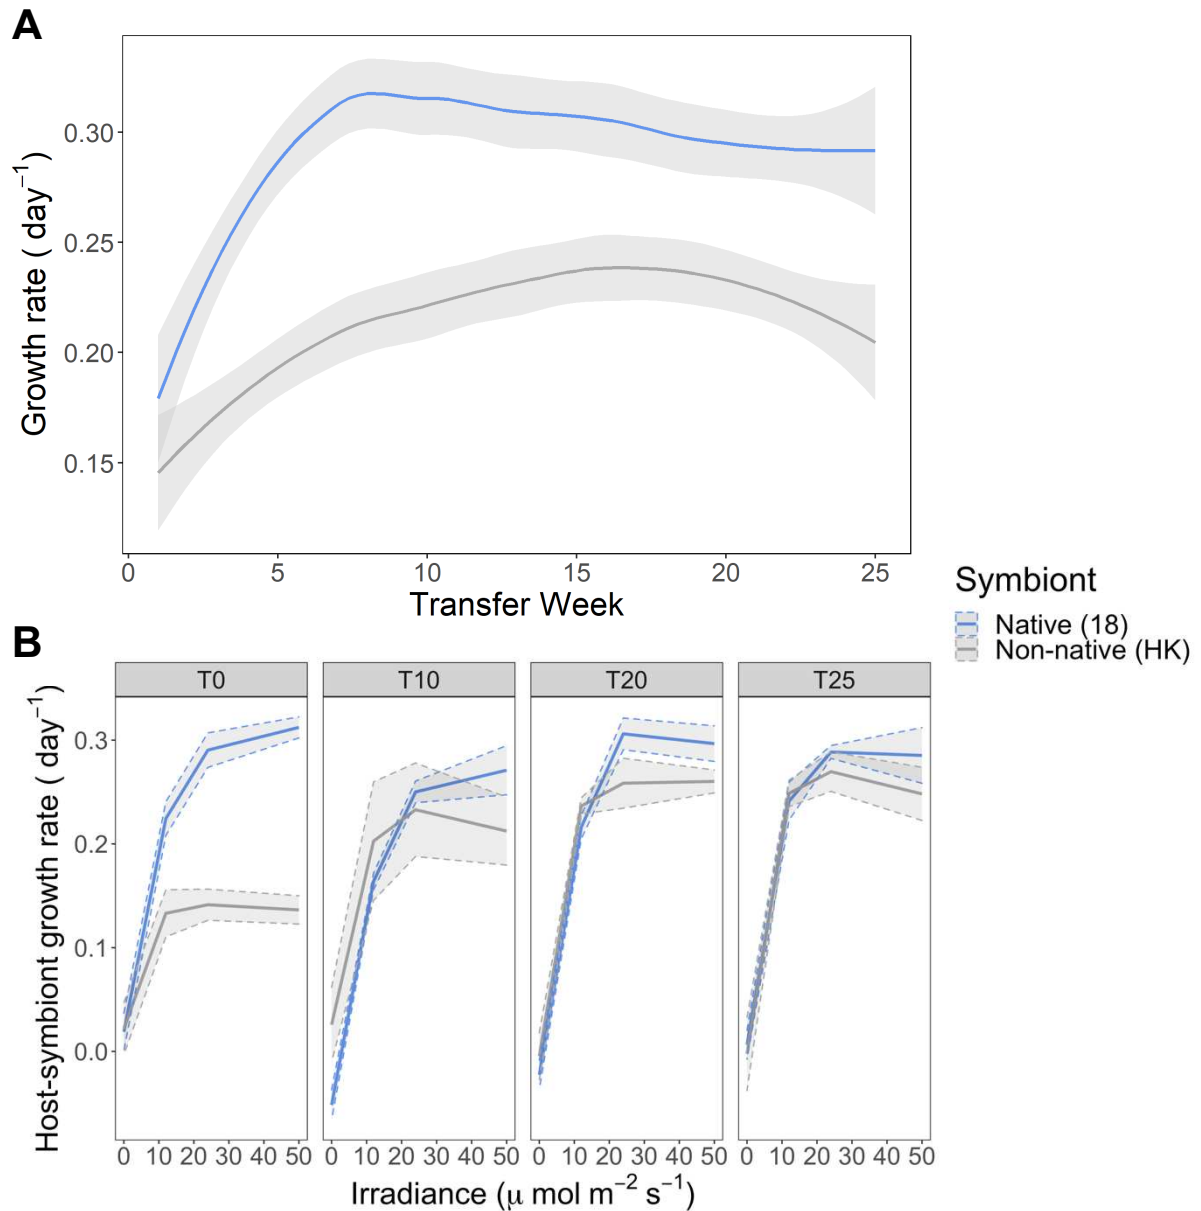 A
Growth rate ( day⁻¹)
0.30
0.25
0.20
0.15
0 5 10 15 20 25
Transfer Week
Symbiont
Native (18)
Non-native (HK)
B
T0 T10 T20 T25
Host-symbiont growth rate ( day⁻¹)
0.3
0.2
0.1
0.0
0 10 20 30 40 50 0 10 20 30 40 50 0 10 20 30 40 50 0 10 20 30 40 50
Irradiance (μ mol m⁻² s⁻¹)